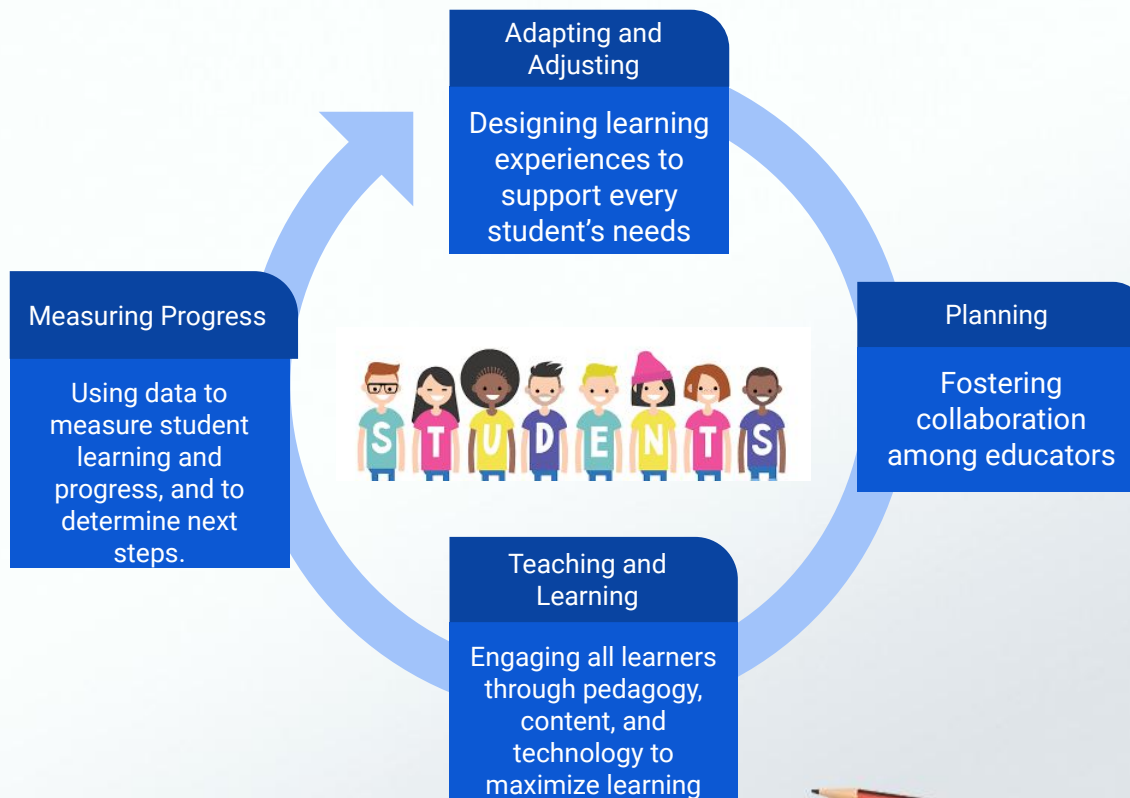 Adapting and
Adjusting
Designing learning
experiences to
support every
student’s needs
Planning
Fostering
collaboration
among educators
Teaching and
Learning
Engaging all learners
through pedagogy,
content, and
technology to
maximize learning
Measuring Progress
Using data to
measure student
learning and
progress, and to
determine next
steps.
STUDENTS